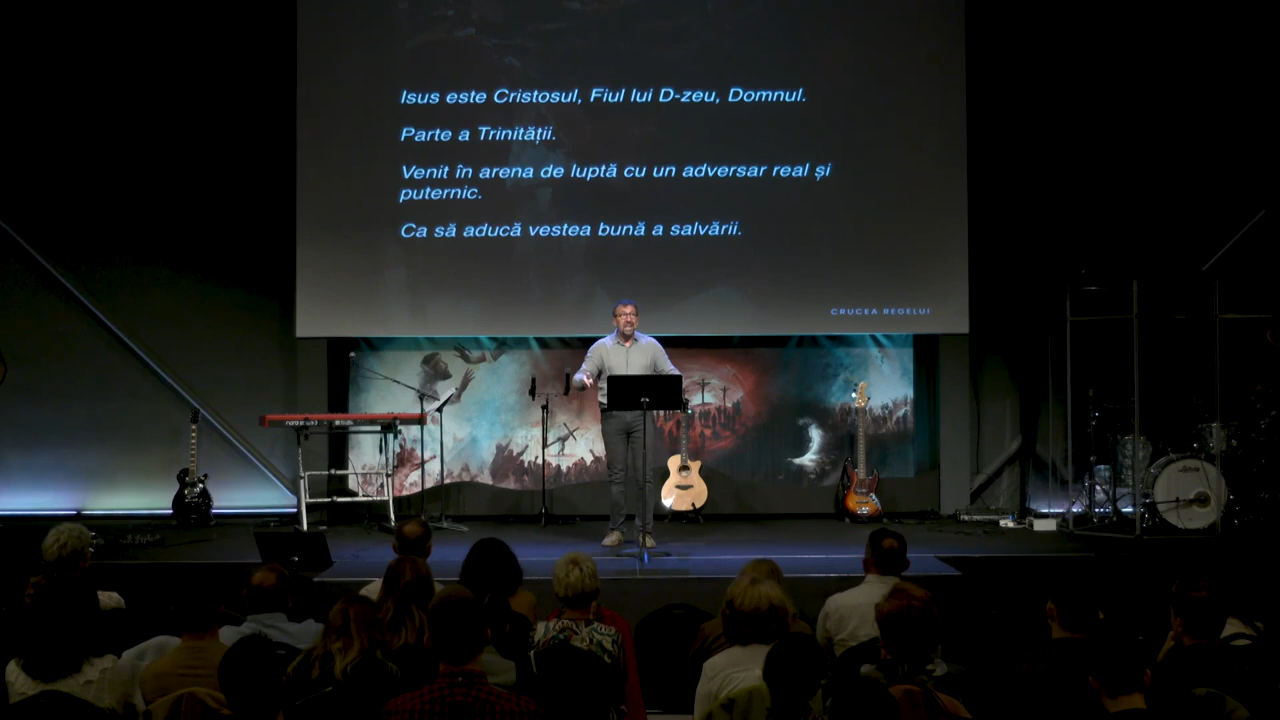 Isus este Cristosul, Fiul lui D-zeu, Domnul.
Parte a Trinității.
Venit în arena de luptă cu un adversar real și
puternic.
Ca să aducă vestea bună a salvării.
CRUCEA REGELUI